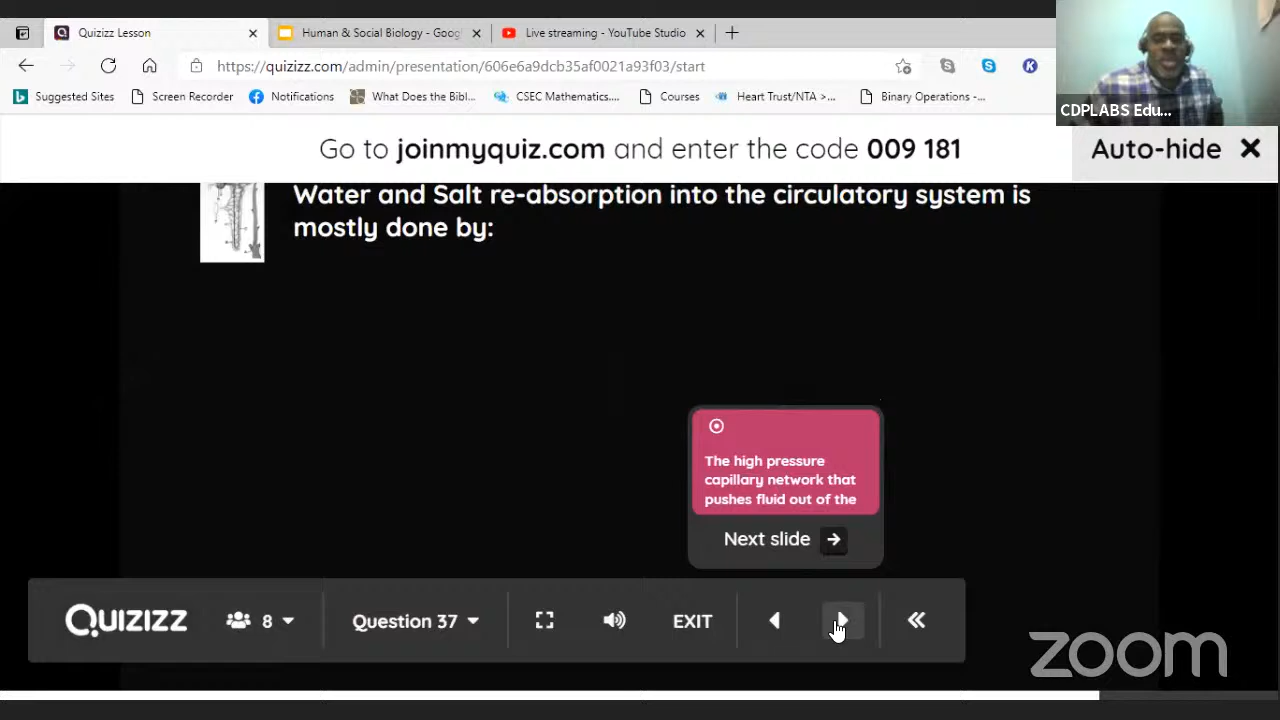 Quizizz Lesson
Human & Social Biology - Goog
Live streaming - YouTube Studio
https://quizizz.com/admin/presentation/606e6a9dcb35af0021a93f03/start
Suggested Sites
Screen Recorder
Notifications
What Does the Bibl...
CSEC Mathematics....
Courses
Heart Trust/NTA >...
Binary Operations -...
CDPLABS Edu...
Go to joinmyquiz.com and enter the code 009 181
Auto-hide
Water and Salt re-absorption into the circulatory system is
mostly done by:
The high pressure
capillary network that
pushes fluid out of the
Next slide
QUIZIZZ
8
Question 37
EXIT
zoom